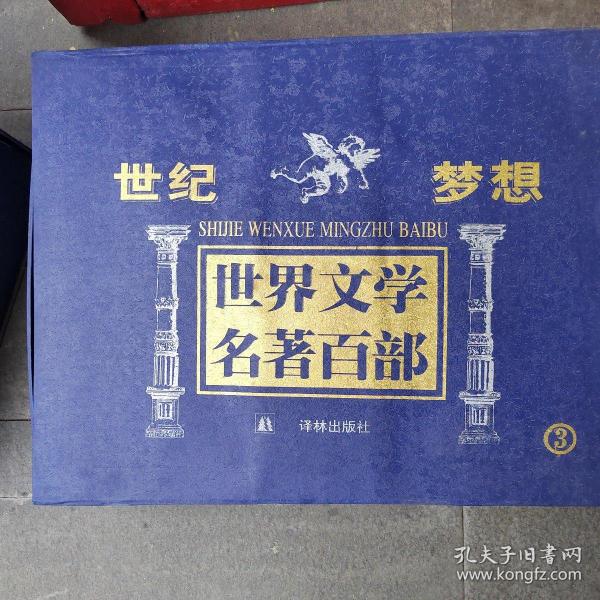 世纪 梦想
SHIJIE WENXUE MINGZHU BAIBU
世界文学
名著百部
译林出版社
③
孔夫子旧书网
www.kongfz.com